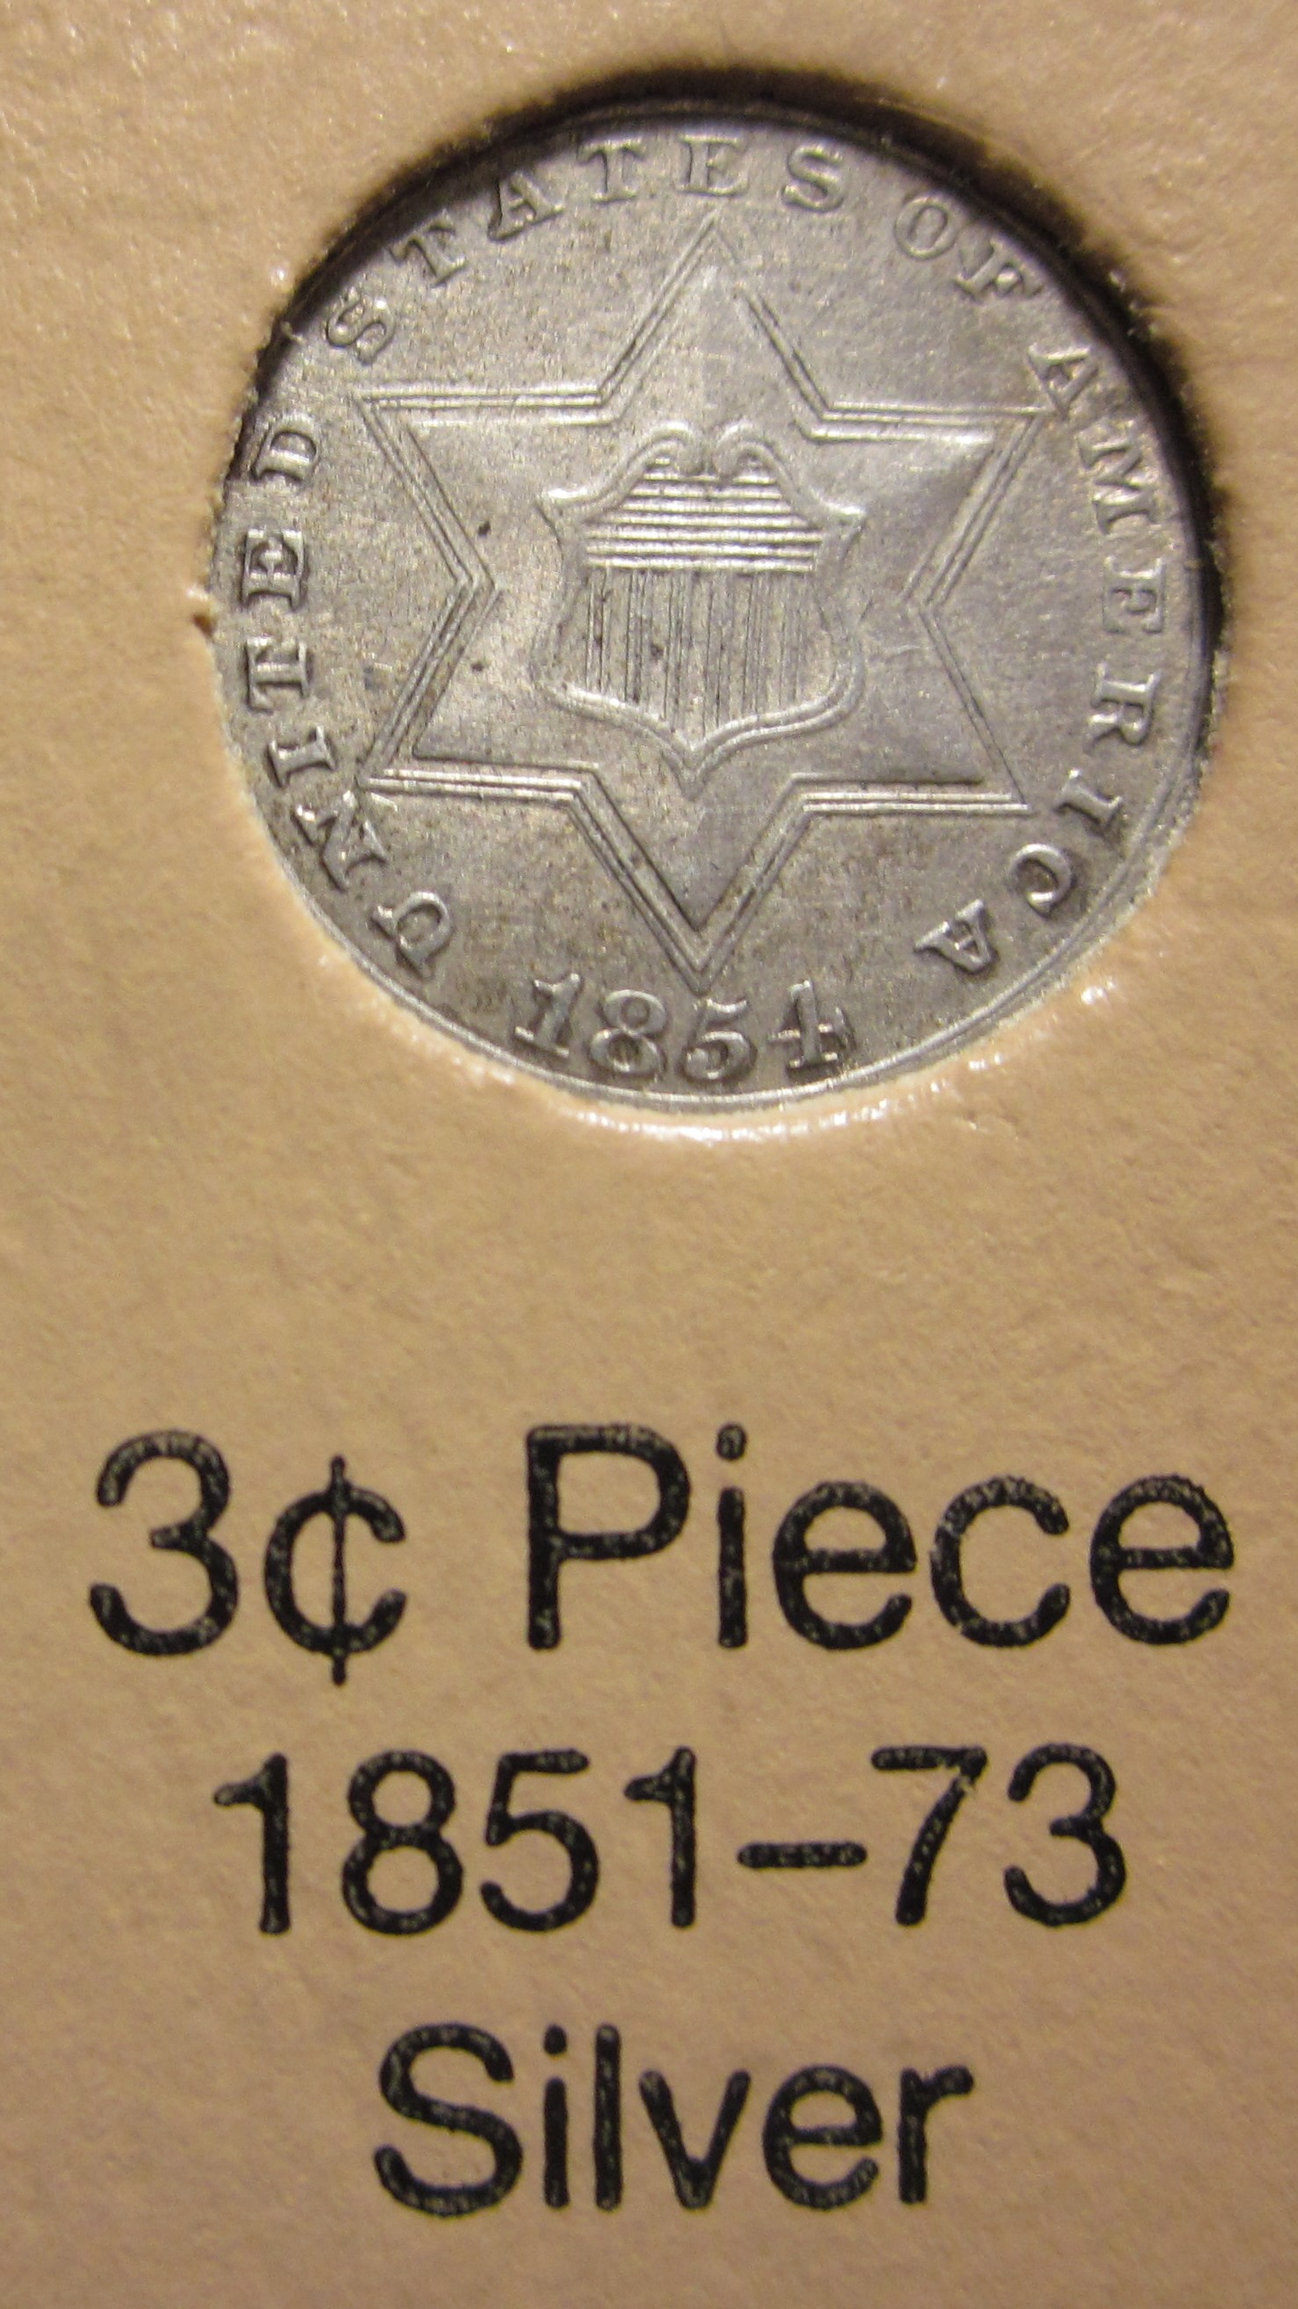 UNITED STATES OF AMERICA
1854
3¢ Piece
1851–73
Silver